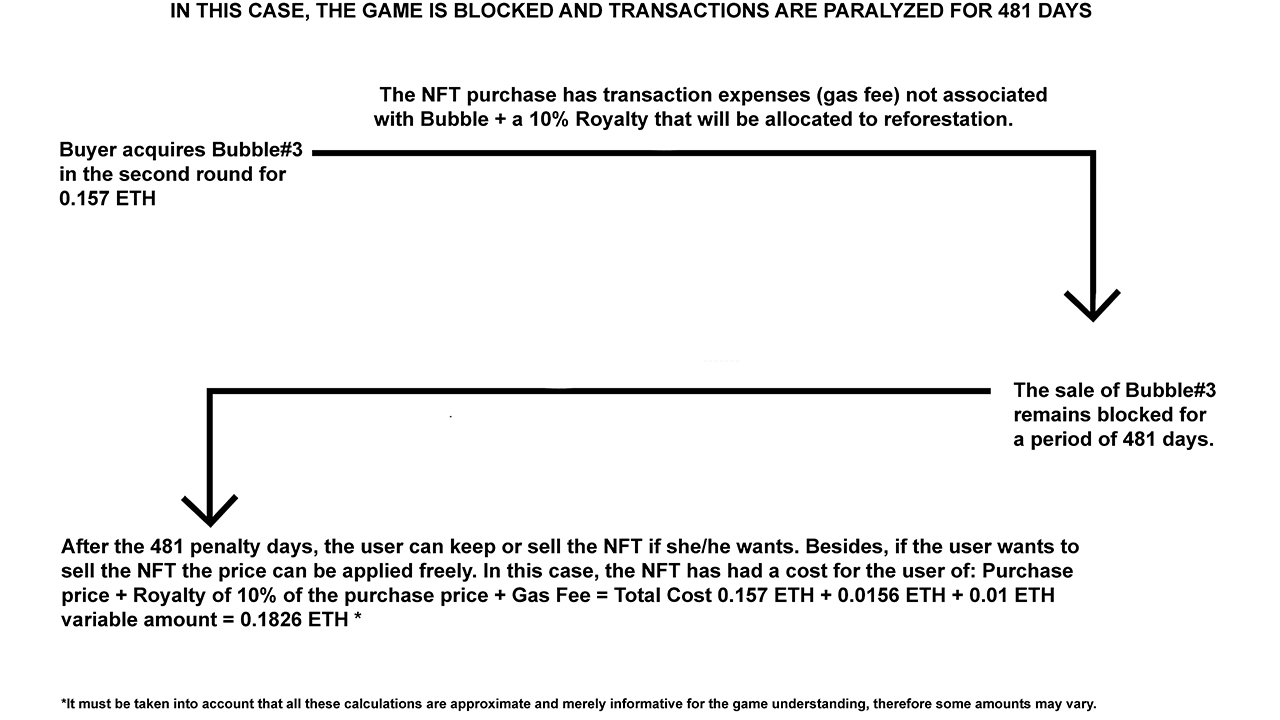 IN THIS CASE, THE GAME IS BLOCKED AND TRANSACTIONS ARE PARALYZED FOR 481 DAYS
The NFT purchase has transaction expenses (gas fee) not associated
with Bubble + a 10% Royalty that will be allocated to reforestation.
Buyer acquires Bubble#3
in the second round for
0.157 ETH
The sale of Bubble#3
remains blocked for
a period of 481 days.
After the 481 penalty days, the user can keep or sell the NFT if she/he wants. Besides, if the user wants to
sell the NFT the price can be applied freely. In this case, the NFT has had a cost for the user of: Purchase
price + Royalty of 10% of the purchase price + Gas Fee = Total Cost 0.157 ETH + 0.0156 ETH + 0.01 ETH
variable amount = 0.1826 ETH *
*It must be taken into account that all these calculations are approximate and merely informative for the game understanding, therefore some amounts may vary.